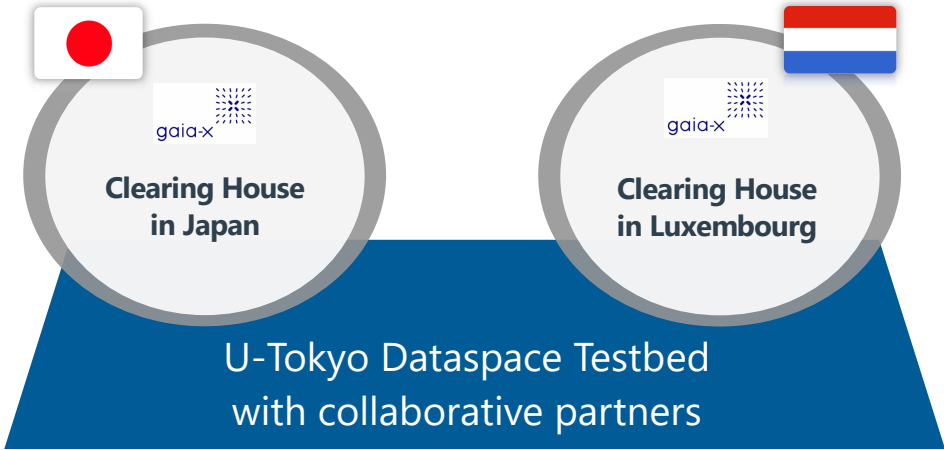 gaia-x
Clearing House
in Japan
gaia-x
Clearing House
in Luxembourg
U-Tokyo Dataspace Testbed
with collaborative partners